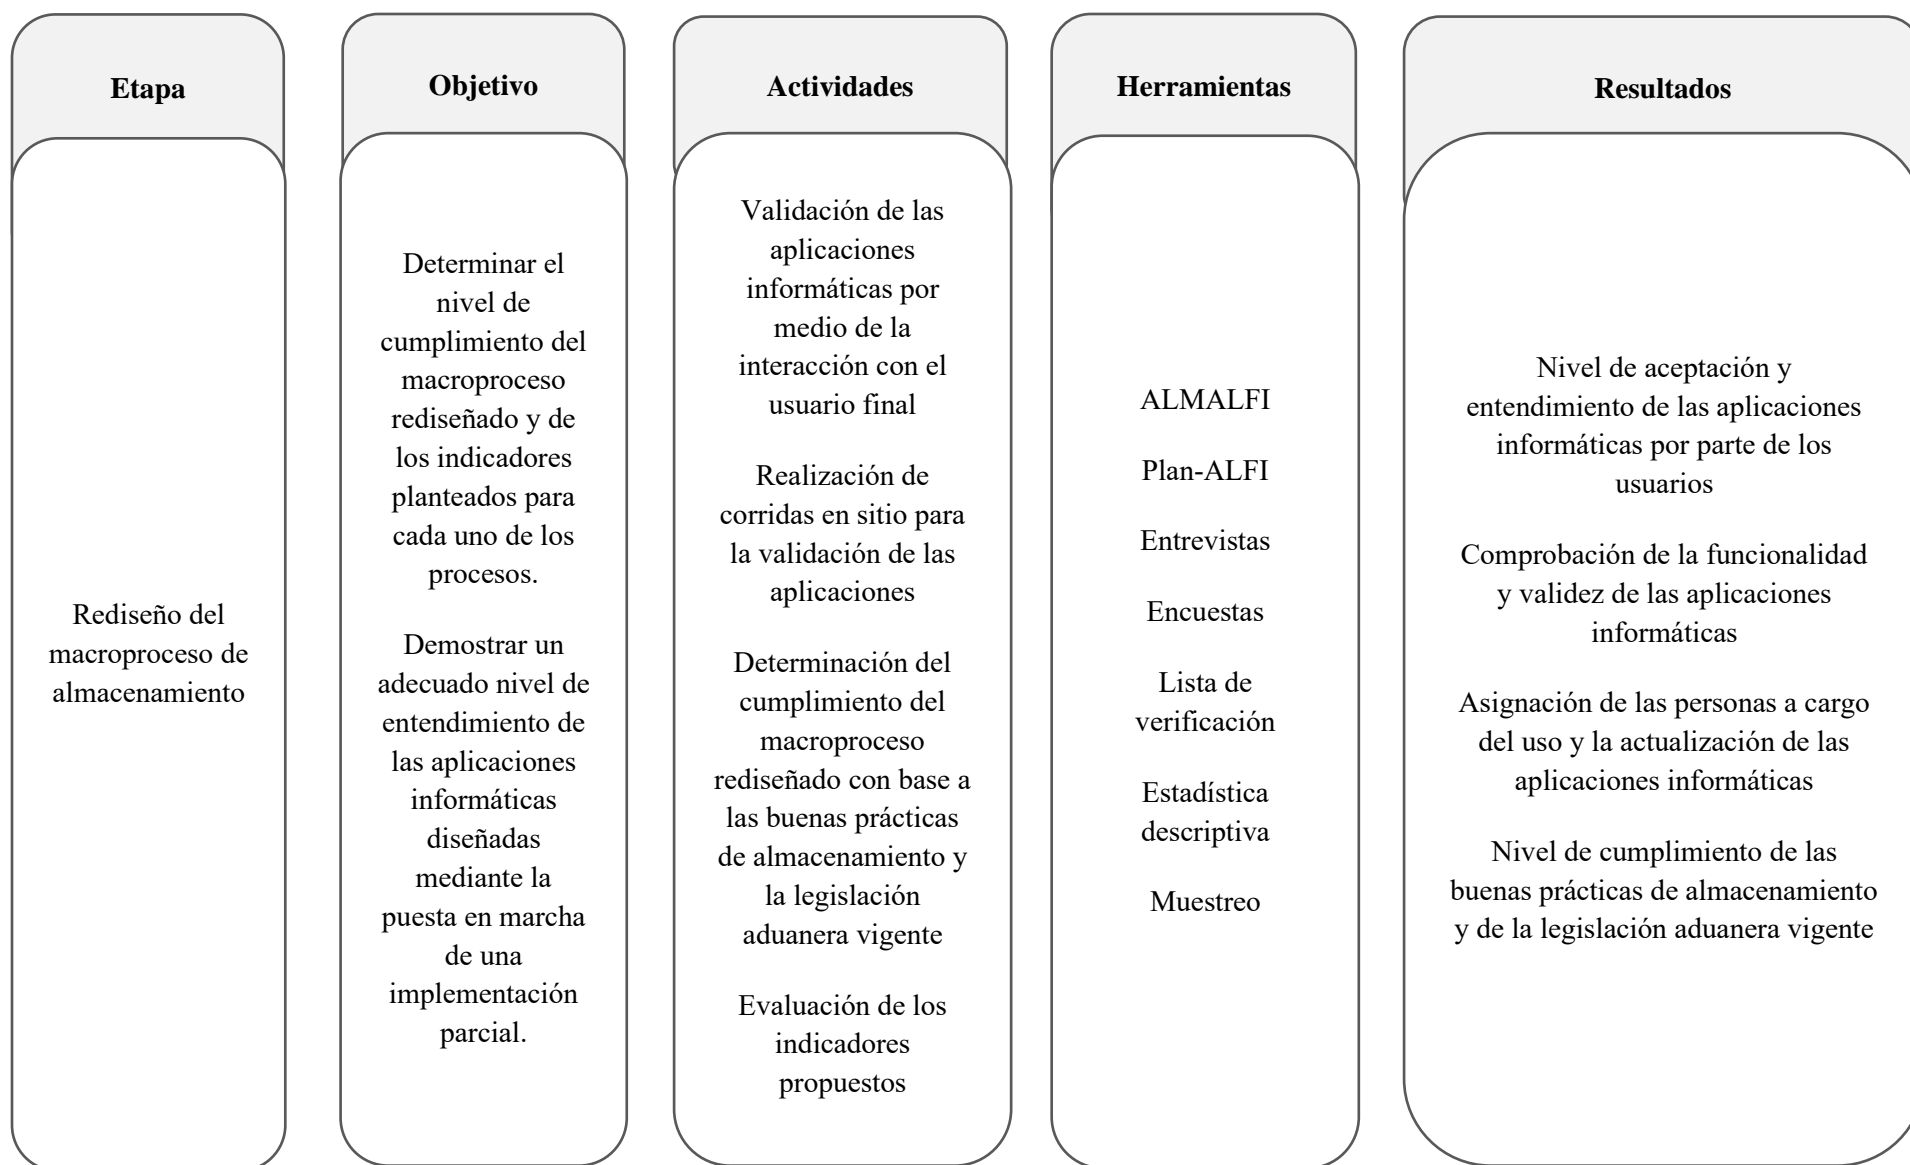 Etapa
Rediseño del
macroproceso de
almacenamiento
Objetivo
Determinar el
nivel de
cumplimiento del
macroproceso
rediseñado y de
los indicadores
planteados para
cada uno de los
procesos.
Demostrar un
adecuado nivel de
entendimiento de
las aplicaciones
informáticas
diseñadas
mediante la
puesta en marcha
de una
implementación
parcial.
Actividades
Validación de las
aplicaciones
informáticas por
medio de la
interacción con el
usuario final
Realización de
corridas en sitio para
la validación de las
aplicaciones
Determinación del
cumplimiento del
macroproceso
rediseñado con base a
las buenas prácticas
de almacenamiento y
la legislación
aduanera vigente
Evaluación de los
indicadores
propuestos
Herramientas
ALMALFI
Plan-ALFI
Entrevistas
Encuestas
Lista de
verificación
Estadística
descriptiva
Muestreo
Resultados
Nivel de aceptación y
entendimiento de las aplicaciones
informáticas por parte de los
usuarios
Comprobación de la funcionalidad
y validez de las aplicaciones
informáticas
Asignación de las personas a cargo
del uso y la actualización de las
aplicaciones informáticas
Nivel de cumplimiento de las
buenas prácticas de almacenamiento
y de la legislación aduanera vigente